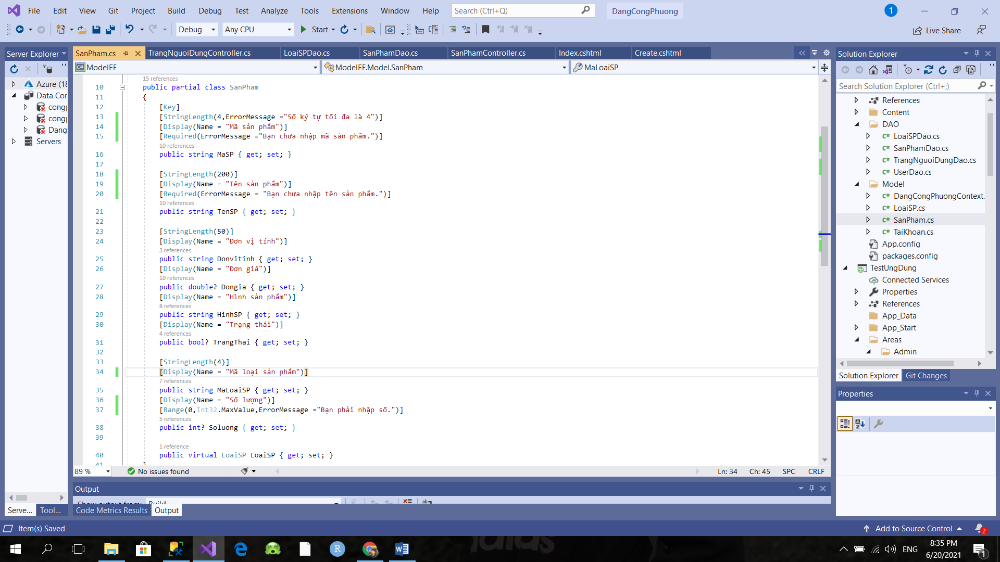 File Edit View Git Project Build Debug Test Analyze Tools Extensions Window Help Search (Ctrl+Q) DangCongPhuong 1
Debug Any CPU Start Live Share
Server Explorer
Azure (18
Data Cor
cong
cong
Dang
Servers
SanPham.cs TrangNguoiDungController.cs LoaiSPDao.cs SanPhamDao.cs SanPhamController.cs Index.cshtml Create.cshtml
ModelEF ModelEF.Model.SanPham MaLoaiSP
15 references
10 public partial class SanPham
11 {
12 [Key]
13 [StringLength(4,ErrorMessage ="Số ký tự tối đa là 4")]
14 [Display(Name = "Mã sản phẩm")]
15 [Required(ErrorMessage ="Bạn chưa nhập mã sản phẩm.")]
10 references
16 public string MaSP { get; set; }
17
18 [StringLength(200)]
19 [Display(Name = "Tên sản phẩm")]
20 [Required(ErrorMessage = "Bạn chưa nhập tên sản phẩm.")]
10 references
21 public string TenSP { get; set; }
22
23 [StringLength(50)]
24 [Display(Name = "Đơn vị tính")]
3 references
25 public string Donvitinh { get; set; }
26 [Display(Name = "Đơn giá")]
10 references
27 public double? Dongia { get; set; }
28 [Display(Name = "Hình sản phẩm")]
8 references
29 public string HinhSP { get; set; }
30 [Display(Name = "Trạng thái")]
4 references
31 public bool? TrangThai { get; set; }
32
33 [StringLength(4)]
34 [Display(Name = "Mã loại sản phẩm")]
7 references
35 public string MaLoaiSP { get; set; }
36 [Display(Name = "Số lượng")]
37 [Range(0,Int32.MaxValue,ErrorMessage ="Bạn phải nhập số.")]
5 references
38 public int? Soluong { get; set; }
39
1 reference
40 public virtual LoaiSP LoaiSP { get; set; }
41 }
89 % No issues found Ln: 34 Ch: 45 SPC CRLF
Output
Show output from: Build
Serve... Tool... Code Metrics Results Output
Solution Explorer
Search Solution Explorer (Ctrl+;)
References
Content
DAO
C# LoaiSPDao.cs
C# SanPhamDao.cs
C# TrangNguoiDungDao.cs
C# UserDao.cs
Model
C# DangCongPhuongContext.
C# LoaiSP.cs
C# SanPham.cs
C# TaiKhoan.cs
App.config
packages.config
TestUngDung
Connected Services
Properties
References
App_Data
App_Start
Areas
Admin
Solution Explorer Git Changes
Properties
Item(s) Saved Add to Source Control 2
ENG 8:35 PM
6/20/2021 1